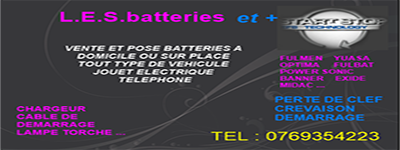 L.E.S.batteries et +
START STOP
TECHNOLOGY
VENTE ET POSE BATTERIES A
DOMICILE OU SUR PLACE
TOUT TYPE DE VEHICULE
JOUET ELECTRIQUE
TELEPHONE
FULMEN YUASA
OPTIMA FULBAT
POWER SONIC
BANNER EXIDE
MIDAC ...
CHARGEUR
CABLE DE
DEMARRAGE
LAMPE TORCHE ...
PERTE DE CLEF
CREVAISON
DEMARRAGE
TEL : 0769354223